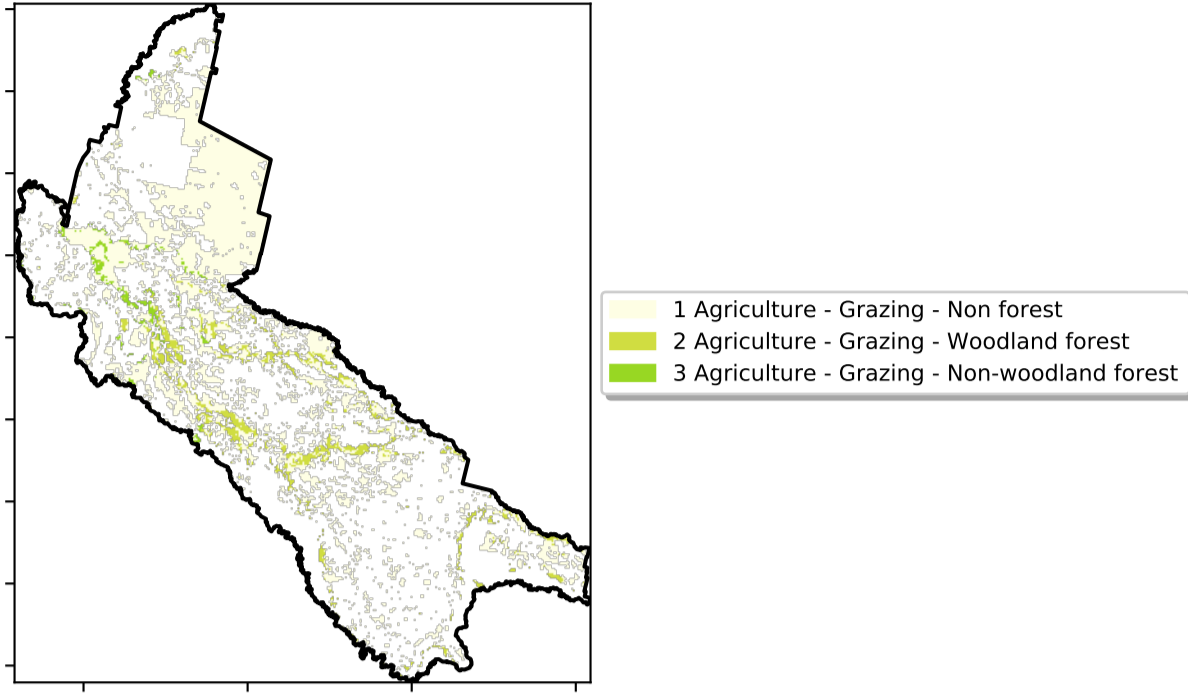 1 Agriculture - Grazing - Non forest
2 Agriculture - Grazing - Woodland forest
3 Agriculture - Grazing - Non-woodland forest